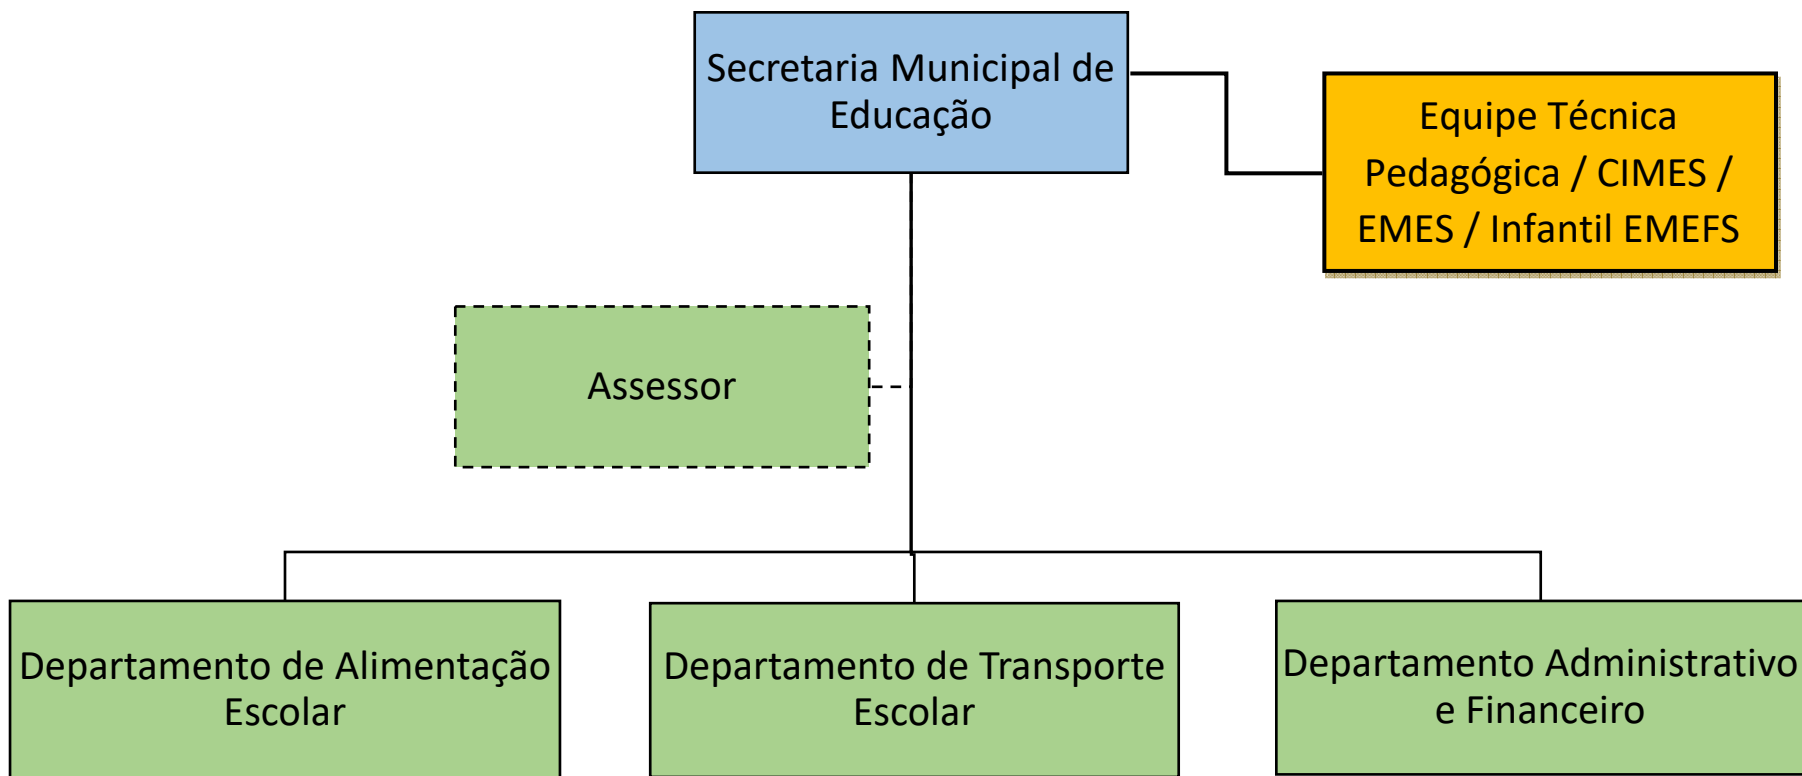 Secretaria Municipal de
Educação
Equipe Técnica
Pedagógica / CIMES /
EMES / Infantil EMEFS
Assessor
Departamento de Alimentação
Escolar
Departamento de Transporte
Escolar
Departamento Administrativo
e Financeiro